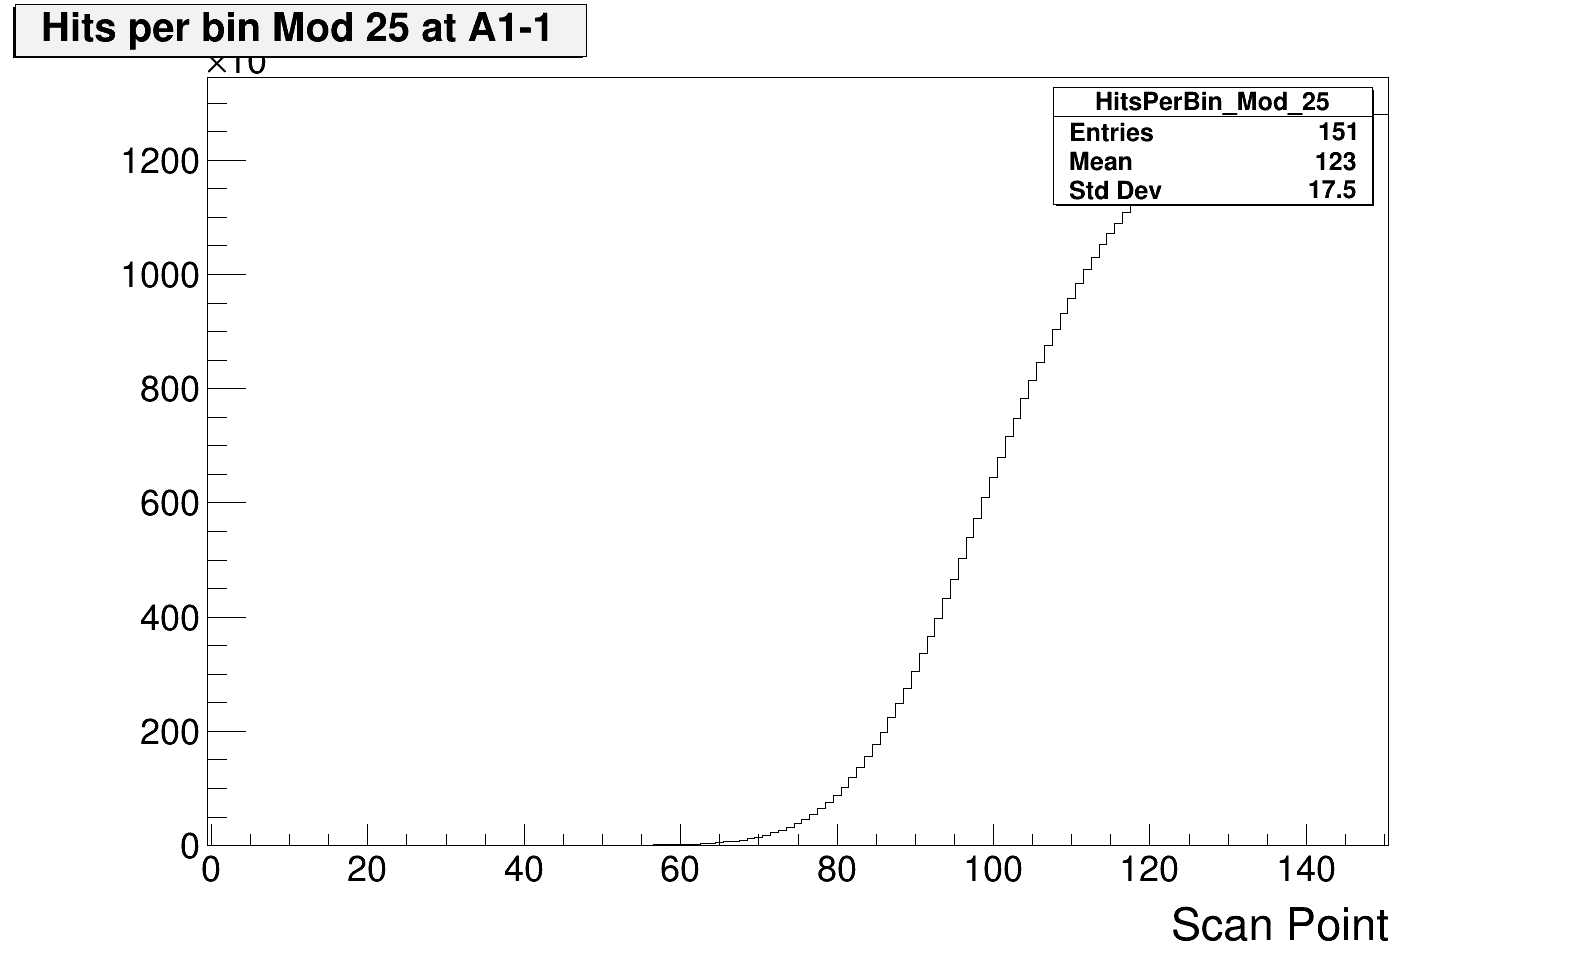 Hits per bin Mod 25 at A1-1
×10
HitsPerBin_Mod_25
Entries 151
Mean 123
Std Dev 17.5
1200
1000
800
600
400
200
0
0 20 40 60 80 100 120 140
Scan Point